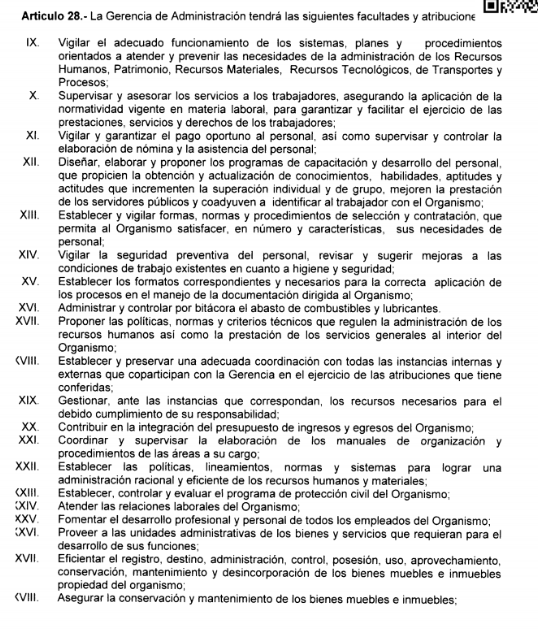 Articulo 28.- La Gerencia de Administración tendrá las siguientes facultades y atribucione
IX. Vigilar el adecuado funcionamiento de los sistemas, planes y procedimientos
orientados a atender y prevenir las necesidades de la administración de los Recursos
Humanos, Patrimonio, Recursos Materiales, Recursos Tecnológicos, de Transportes y
Procesos;
X. Supervisar y asesorar los servicios a los trabajadores, asegurando la aplicación de la
normatividad vigente en materia laboral, para garantizar y facilitar el ejercicio de las
prestaciones, servicios y derechos de los trabajadores;
XI. Vigilar y garantizar el pago oportuno al personal, así como supervisar y controlar la
elaboración de nómina y la asistencia del personal;
XII. Diseñar, elaborar y proponer los programas de capacitación y desarrollo del personal,
que propicien la obtención y actualización de conocimientos, habilidades, aptitudes y
actitudes que incrementen la superación individual y de grupo, mejoren la prestación
de los servidores públicos y coadyuven a identificar al trabajador con el Organismo;
XIII. Establecer y vigilar formas, normas y procedimientos de selección y contratación, que
permita al Organismo satisfacer, en número y características, sus necesidades de
personal;
XIV. Vigilar la seguridad preventiva del personal, revisar y sugerir mejoras a las
condiciones de trabajo existentes en cuanto a higiene y seguridad;
XV. Establecer los formatos correspondientes y necesarios para la correcta aplicación de
los procesos en el manejo de la documentación dirigida al Organismo;
XVI. Administrar y controlar por bitácora el abasto de combustibles y lubricantes.
XVII. Proponer las políticas, normas y criterios técnicos que regulen la administración de los
recursos humanos así como la prestación de los servicios generales al interior del
Organismo;
XVIII. Establecer y preservar una adecuada coordinación con todas las instancias internas y
externas que coparticipan con la Gerencia en el ejercicio de las atribuciones que tiene
conferidas;
XIX. Gestionar, ante las instancias que correspondan, los recursos necesarios para el
debido cumplimiento de su responsabilidad;
XX. Contribuir en la integración del presupuesto de ingresos y egresos del Organismo;
XXI. Coordinar y supervisar la elaboración de los manuales de organización y
procedimientos de las áreas a su cargo;
XXII. Establecer las políticas, lineamientos, normas y sistemas para lograr una
administración racional y eficiente de los recursos humanos y materiales;
XXIII. Establecer, controlar y evaluar el programa de protección civil del Organismo;
XXIV. Atender las relaciones laborales del Organismo;
XXV. Fomentar el desarrollo profesional y personal de todos los empleados del Organismo;
XXVI. Proveer a las unidades administrativas de los bienes y servicios que requieran para el
desarrollo de sus funciones;
XVII. Eficientar el registro, destino, administración, control, posesión, uso, aprovechamiento,
conservación, mantenimiento y desincorporación de los bienes muebles e inmuebles
propiedad del organismo;
XVIII. Asegurar la conservación y mantenimiento de los bienes muebles e inmuebles;